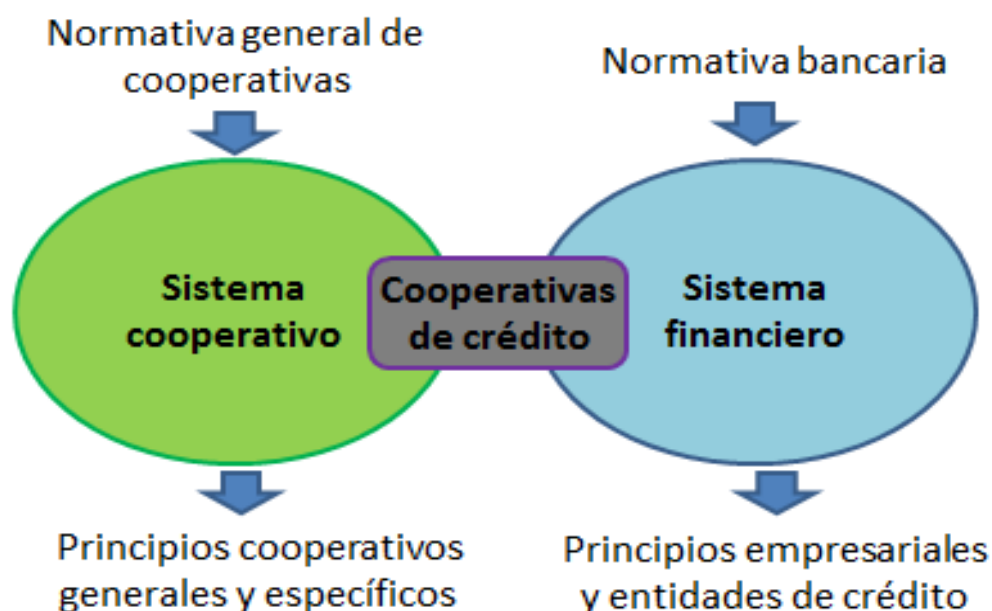 Normativa general de
cooperativas
Normativa bancaria
Sistema
cooperativo
Cooperativas
de crédito
Sistema
financiero
Principios cooperativos
generales y específicos
Principios empresariales
y entidades de crédito